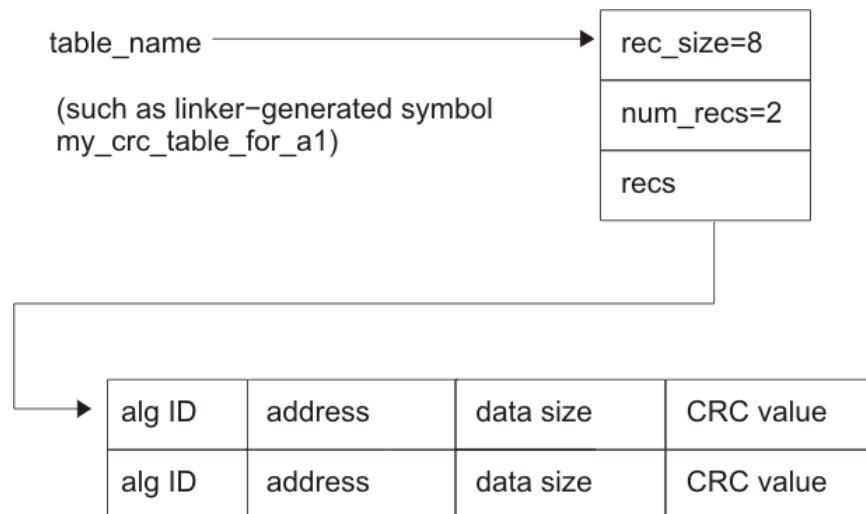 table_name
rec_size=8
(such as linker−generated symbol
my_crc_table_for_a1)
num_recs=2
recs
alg ID address data size CRC value
alg ID address data size CRC value